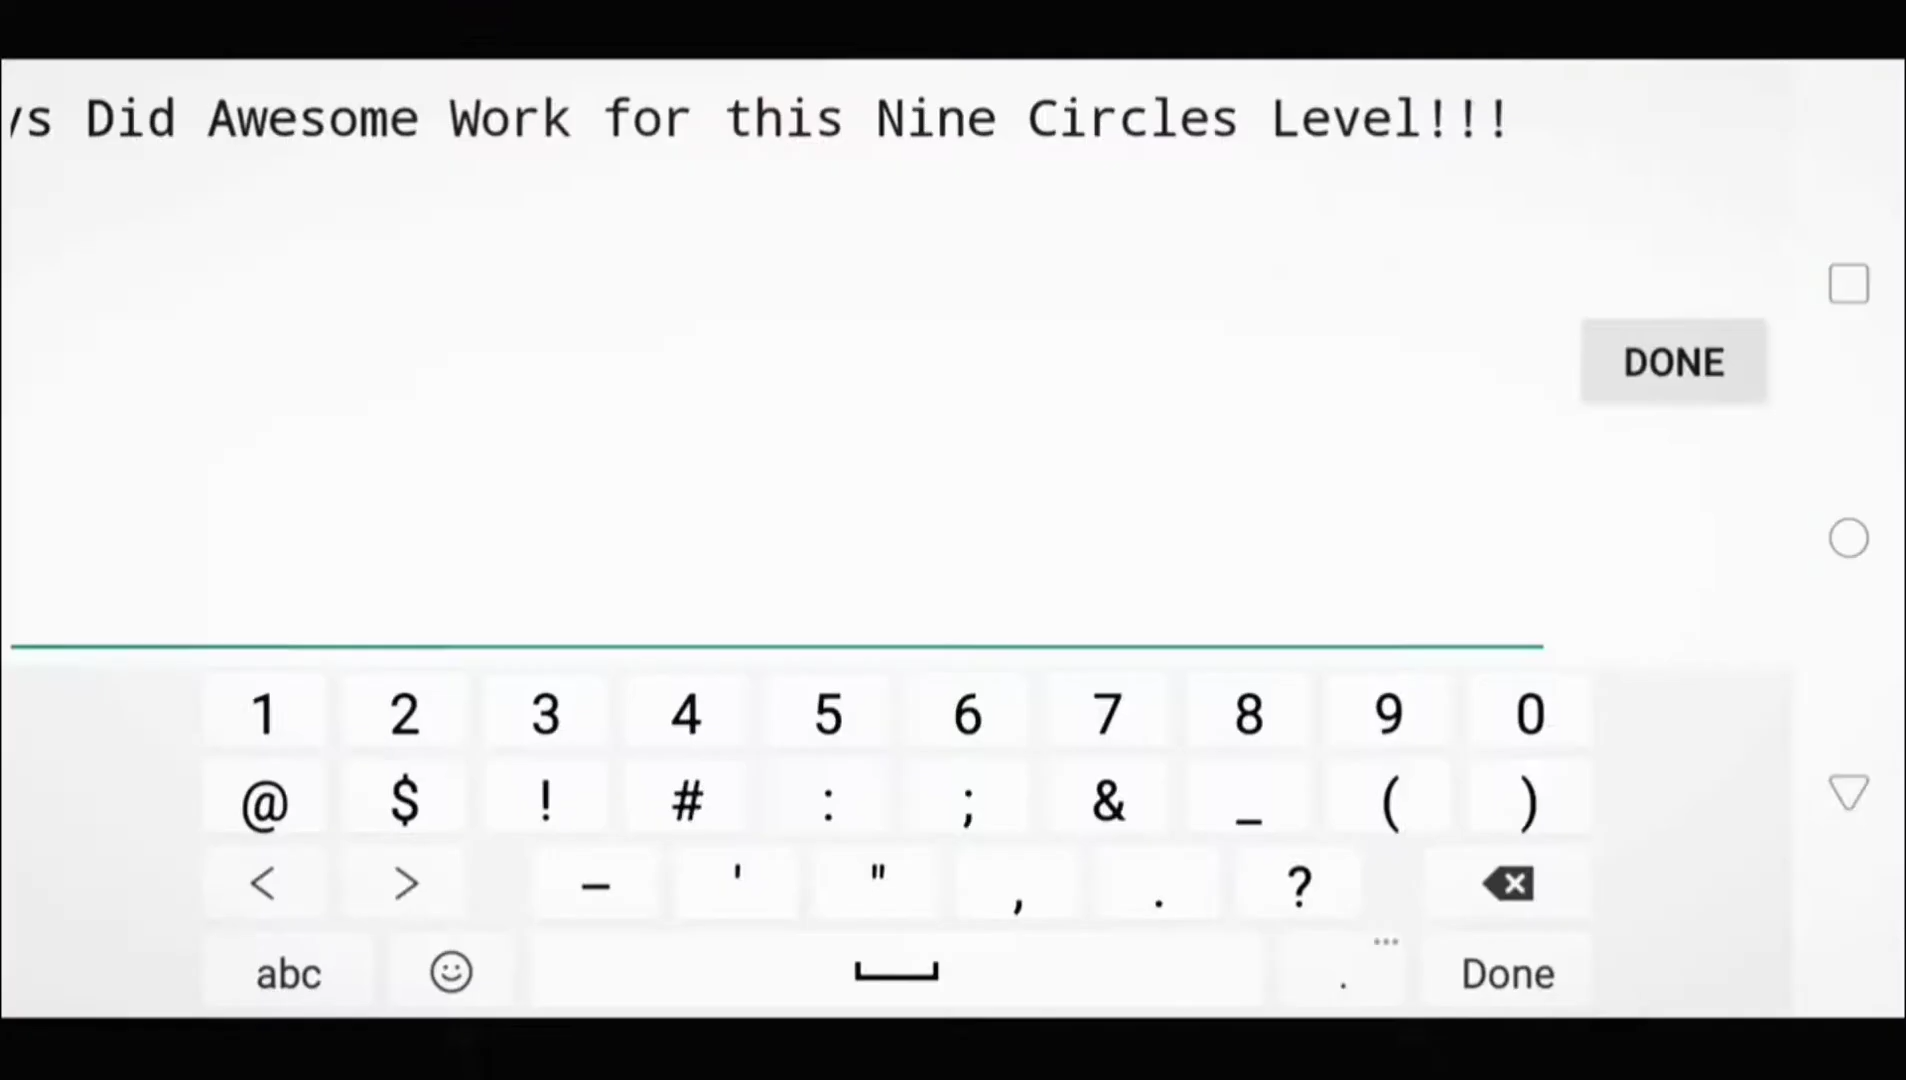 ys Did Awesome Work for this Nine Circles Level!!!
DONE
1 2 3 4 5 6 7 8 9 0
@ $ ! # : ; & _ ( )
< > – ' " , . ?
abc . Done